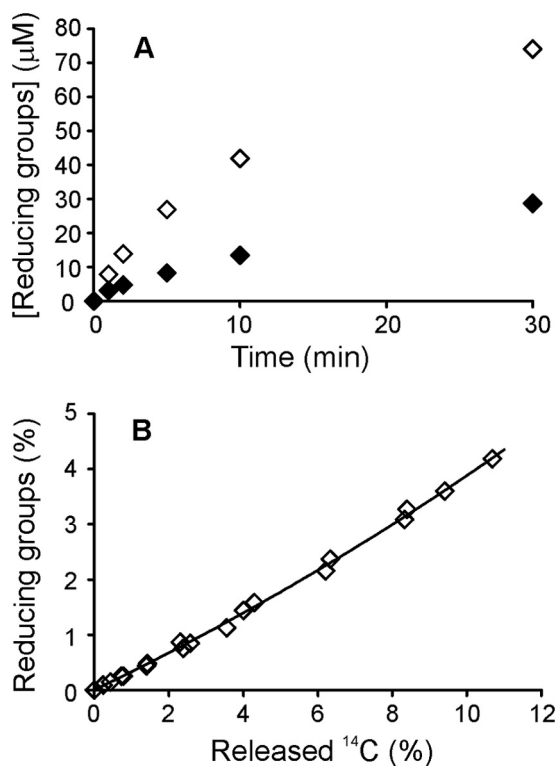 A
[Reducing groups] (μM)
80
70
60
50
40
30
20
10
0
0 10 20 30
Time (min)
B
Reducing groups (%)
5
4
3
2
1
0
0 2 4 6 8 10 12
Released ¹⁴C (%)